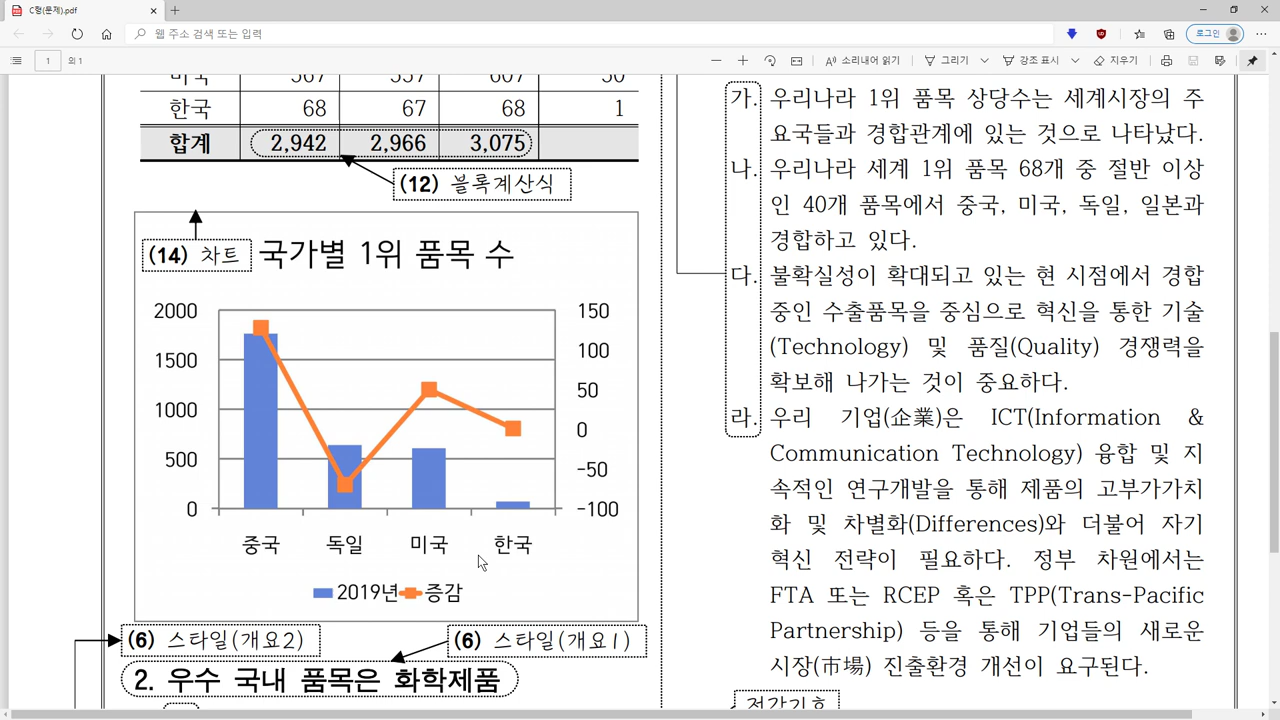 C형(문제).pdf
웹 주소 검색 또는 입력
로그인
1 의 1
소리내어 읽기
그리기
강조 표시
지우기
미국 567 557 607 50
한국 68 67 68 1
합계 2,942 2,966 3,075
(12) 블록계산식
(14) 차트
국가별 1위 품목 수
2000 150
1500 100
1000 50
500 0
0 -50
-100
중국 독일 미국 한국
2019년 증감
(6) 스타일(개요2)
(6) 스타일(개요1)
2. 우수 국내 품목은 화학제품
가. 우리나라 1위 품목 상당수는 세계시장의 주
요국들과 경합관계에 있는 것으로 나타났다.
나. 우리나라 세계 1위 품목 68개 중 절반 이상
인 40개 품목에서 중국, 미국, 독일, 일본과
경합하고 있다.
다. 불확실성이 확대되고 있는 현 시점에서 경합
중인 수출품목을 중심으로 혁신을 통한 기술
(Technology) 및 품질(Quality) 경쟁력을
확보해 나가는 것이 중요하다.
라. 우리 기업(企業)은 ICT(Information &
Communication Technology) 융합 및 지
속적인 연구개발을 통해 제품의 고부가가치
화 및 차별화(Differences)와 더불어 자기
혁신 전략이 필요하다. 정부 차원에서는
FTA 또는 RCEP 혹은 TPP(Trans-Pacific
Partnership) 등을 통해 기업들의 새로운
시장(市場) 진출환경 개선이 요구된다.